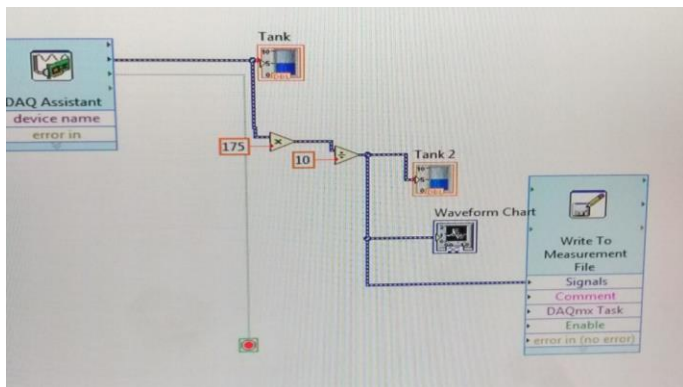 Tank
DAQ Assistant
device name
error in
175
10
Tank 2
Waveform Chart
Write To
Measurement
File
Signals
Comment
DAQmx Task
Enable
error in (no error)